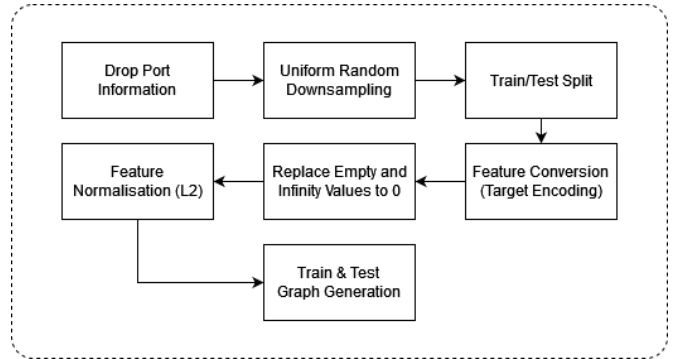 Drop Port
Information
Uniform Random
Downsampling
Train/Test Split
Feature Conversion
(Target Encoding)
Replace Empty and
Infinity Values to 0
Feature
Normalisation (L2)
Train & Test
Graph Generation